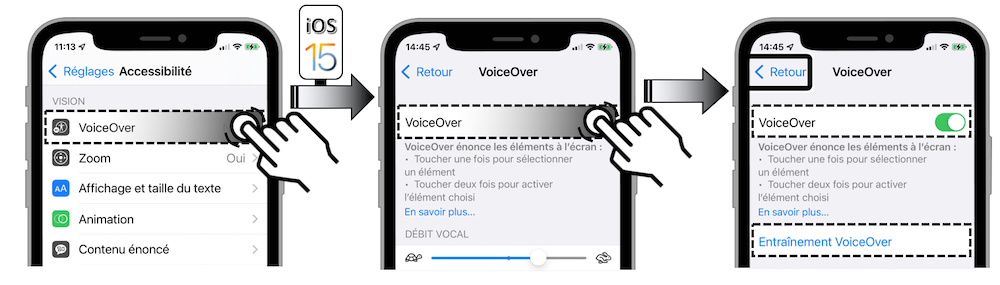 iOS
15
11:13
Réglages Accessibilité
VISION
VoiceOver
Zoom Oui
AA Affichage et taille du texte
Animation
Contenu énoncé
14:45
Retour VoiceOver
VoiceOver
VoiceOver énonce les éléments à l'écran :
• Toucher une fois pour sélectionner
un élément
• Toucher deux fois pour activer
l'élément choisi
En savoir plus...
DÉBIT VOCAL
14:45
Retour VoiceOver
VoiceOver
VoiceOver énonce les éléments à l'écran :
• Toucher une fois pour sélectionner
un élément
• Toucher deux fois pour activer
l'élément choisi
En savoir plus...
Entraînement VoiceOver